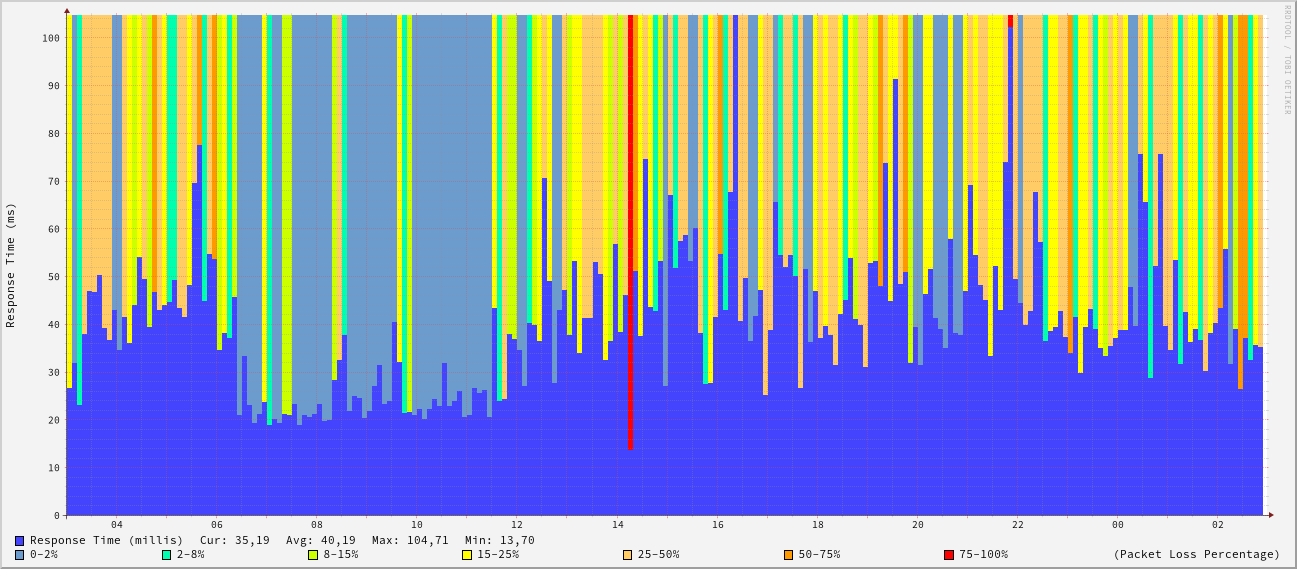 RRDTOOL / TOBI OETIKER
Response Time (ms)
100
90
80
70
60
50
40
30
20
10
0
04 06 08 10 12 14 16 18 20 22 00 02
Response Time (millis) Cur: 35,19 Avg: 40,19 Max: 104,71 Min: 13,70
0-2% 2-8% 8-15% 15-25% 25-50% 50-75% 75-100% (Packet Loss Percentage)